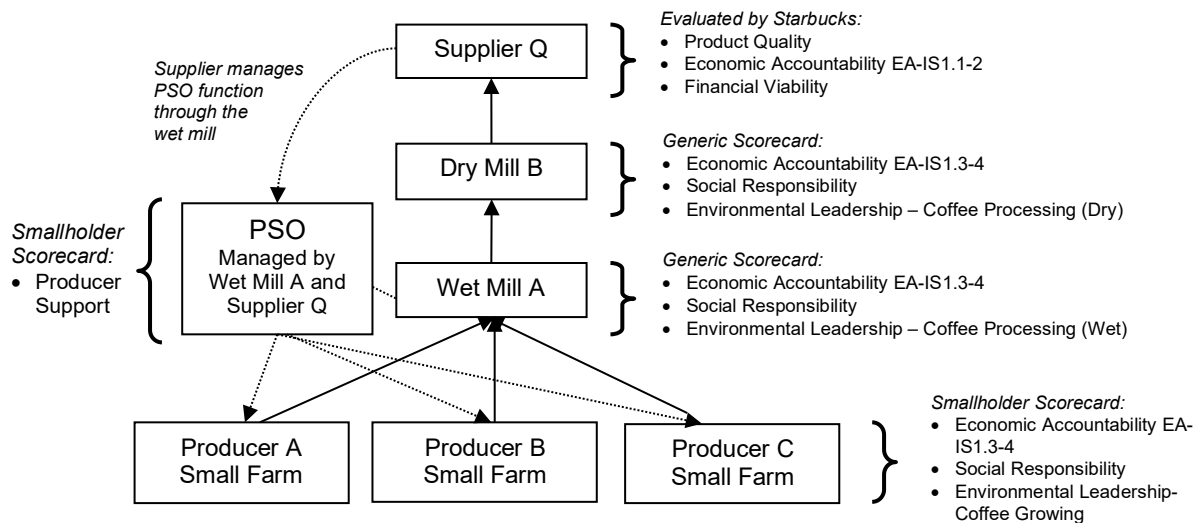 Supplier Q
Evaluated by Starbucks:
• Product Quality
• Economic Accountability EA-IS1.1-2
• Financial Viability
Supplier manages
PSO function
through the
wet mill
Dry Mill B
Generic Scorecard:
• Economic Accountability EA-IS1.3-4
• Social Responsibility
• Environmental Leadership – Coffee Processing (Dry)
Smallholder
Scorecard:
• Producer
Support
PSO
Managed by
Wet Mill A and
Supplier Q
Wet Mill A
Generic Scorecard:
• Economic Accountability EA-IS1.3-4
• Social Responsibility
• Environmental Leadership – Coffee Processing (Wet)
Producer A
Small Farm
Producer B
Small Farm
Producer C
Small Farm
Smallholder Scorecard:
• Economic Accountability EA-
IS1.3-4
• Social Responsibility
• Environmental Leadership-
Coffee Growing